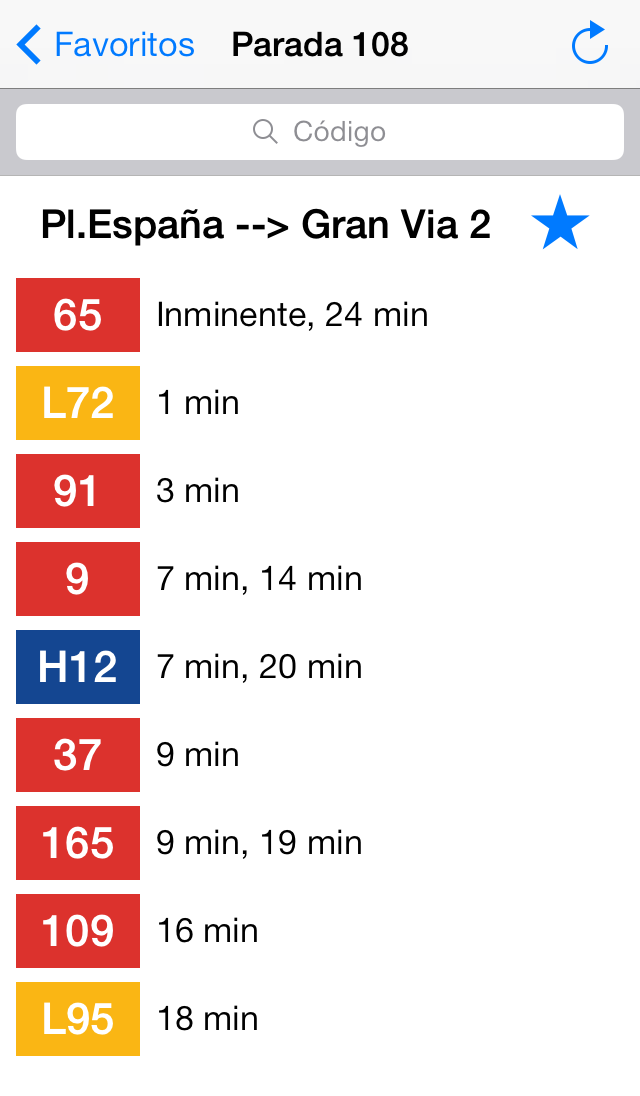 Favoritos Parada 108
Código
Pl.España --> Gran Via 2
65 Inminente, 24 min
L72 1 min
91 3 min
9 7 min, 14 min
H12 7 min, 20 min
37 9 min
165 9 min, 19 min
109 16 min
L95 18 min